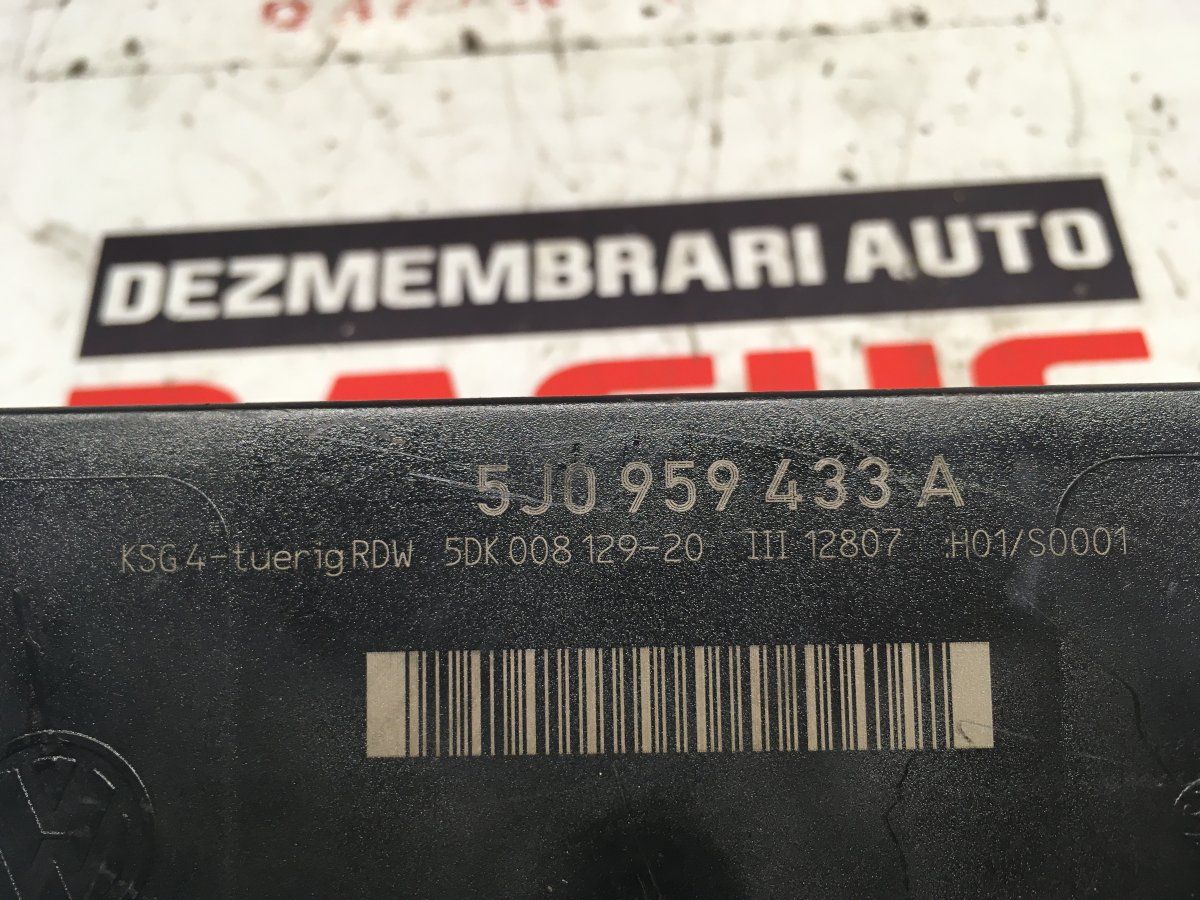 DEZMEMBRARI AUTO
5J0 959 433 A
KSG 4-tuerig RDW 5DK 008 129-20 III 12807 H01/S0001